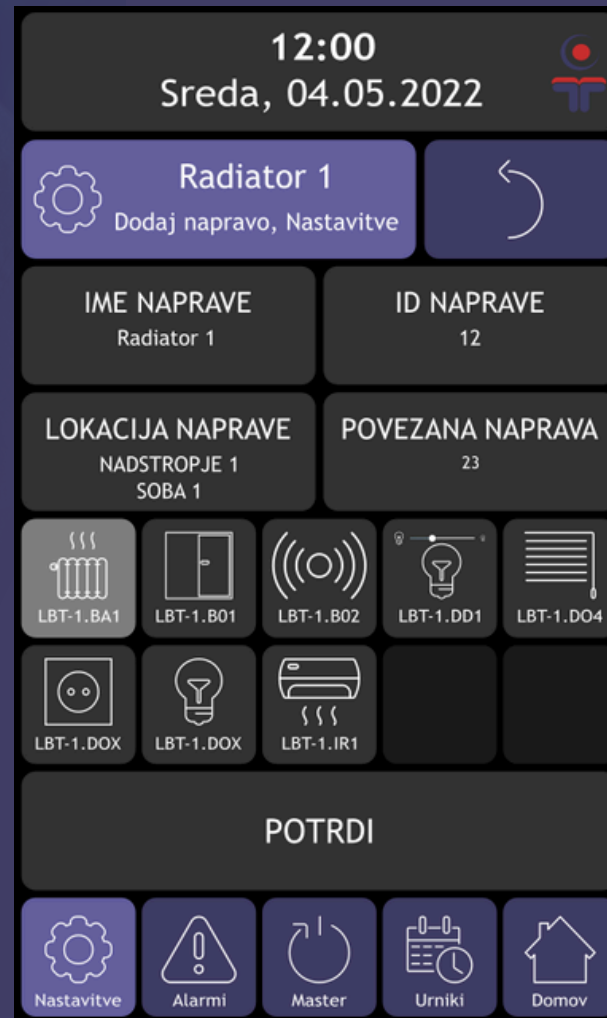 12:00
Sreda, 04.05.2022
Radiator 1
Dodaj napravo, Nastavitve
IME NAPRAVE
Radiator 1
ID NAPRAVE
12
LOKACIJA NAPRAVE
NADSTROPJE 1
SOBA 1
POVEZANA NAPRAVA
23
LBT-1.BA1
LBT-1.B01
LBT-1.B02
LBT-1.DD1
LBT-1.DO4
LBT-1.DOX
LBT-1.DOX
LBT-1.IR1
POTRDI
Nastavitve
Alarmi
Master
Urniki
Domov